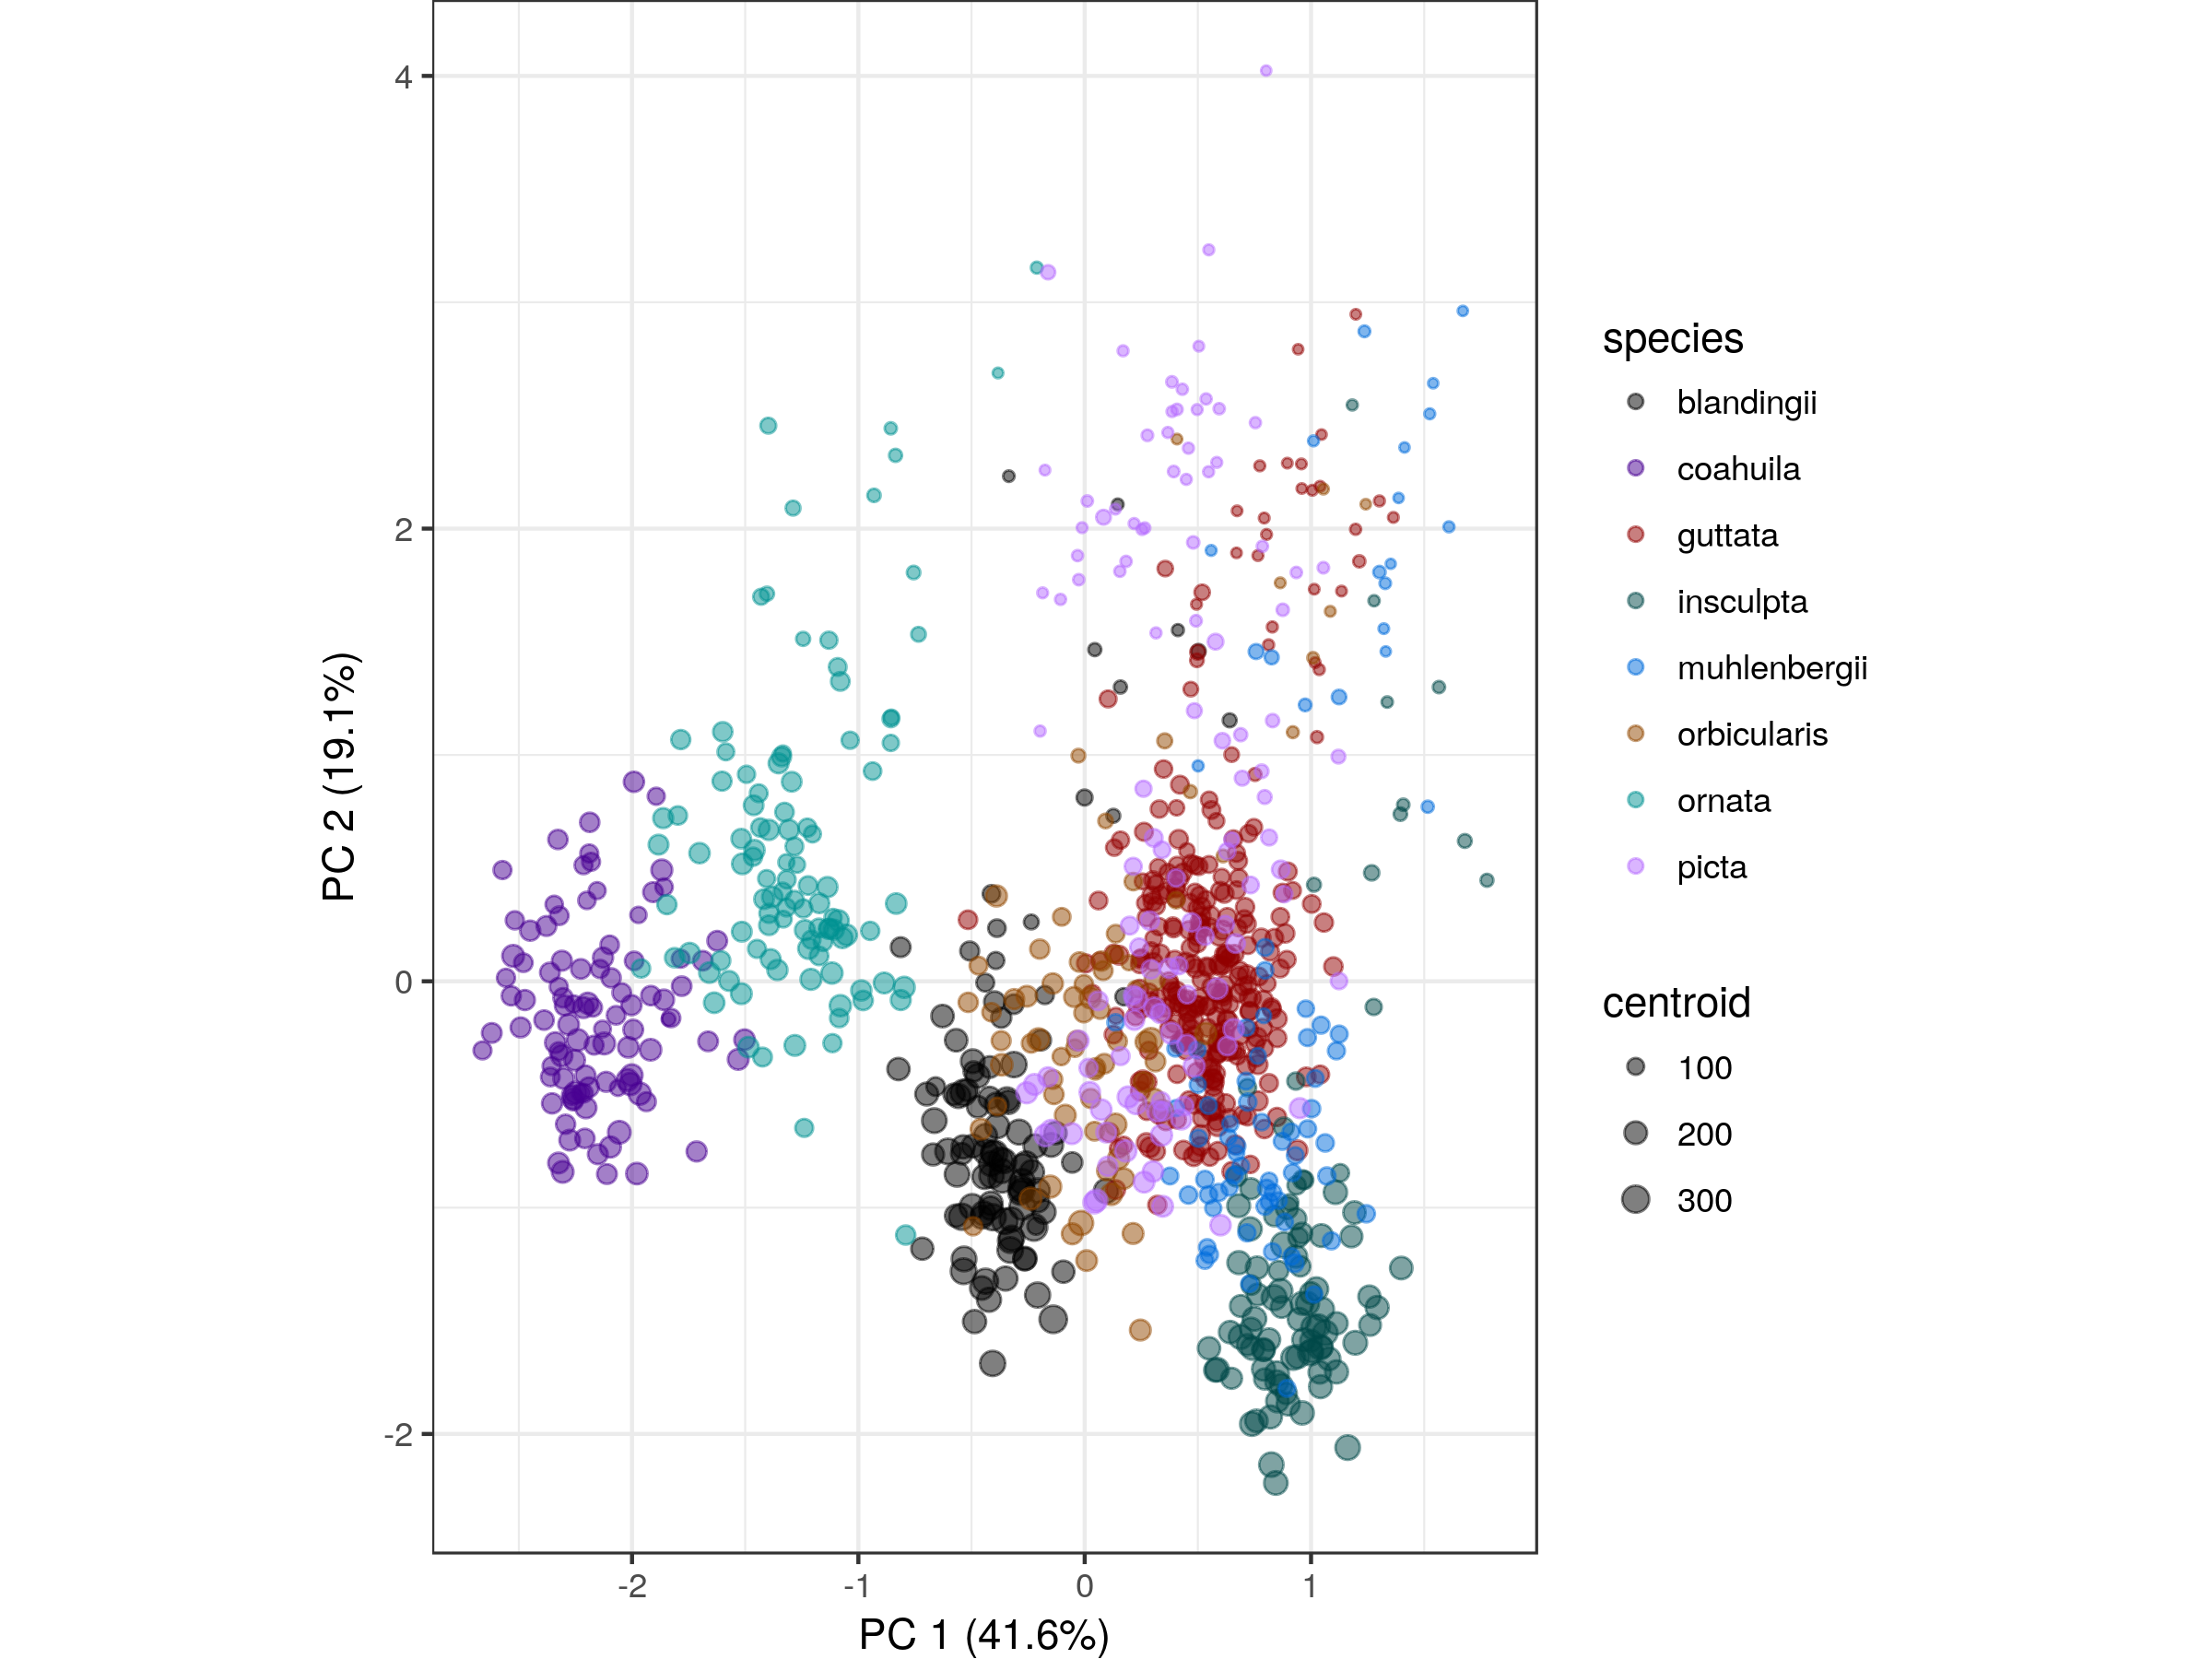 4
2
0
-2
PC 2 (19.1%)
-2
-1
0
1
PC 1 (41.6%)
species
blandingii
coahuila
guttata
insculpta
muhlenbergii
orbicularis
ornata
picta
centroid
100
200
300